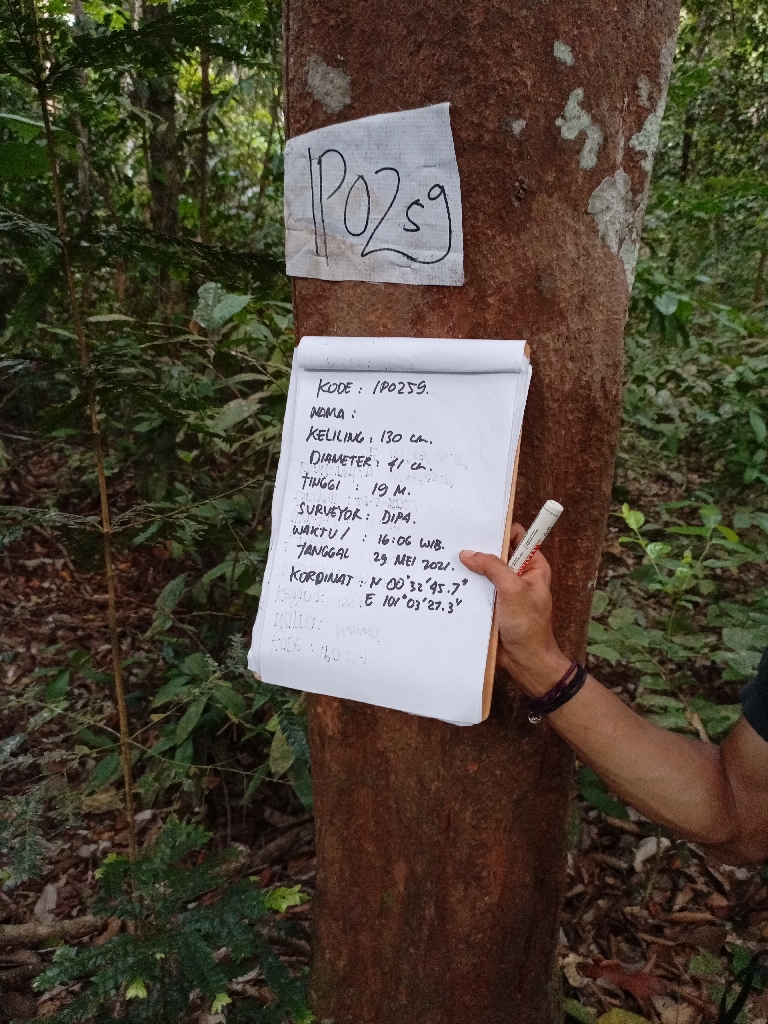 IP0259
KODE : IP0259.
NAMA :
KELILING : 130 cm.
DIAMETER : 41 cm.
TINGGI : 19 M.
SURVEYOR : DIPA.
WAKTU / : 16:06 WIB.
TANGGAL 29 MEI 2021.
KORDINAT : N 00°32'45.7"
E 101°03'27.3"